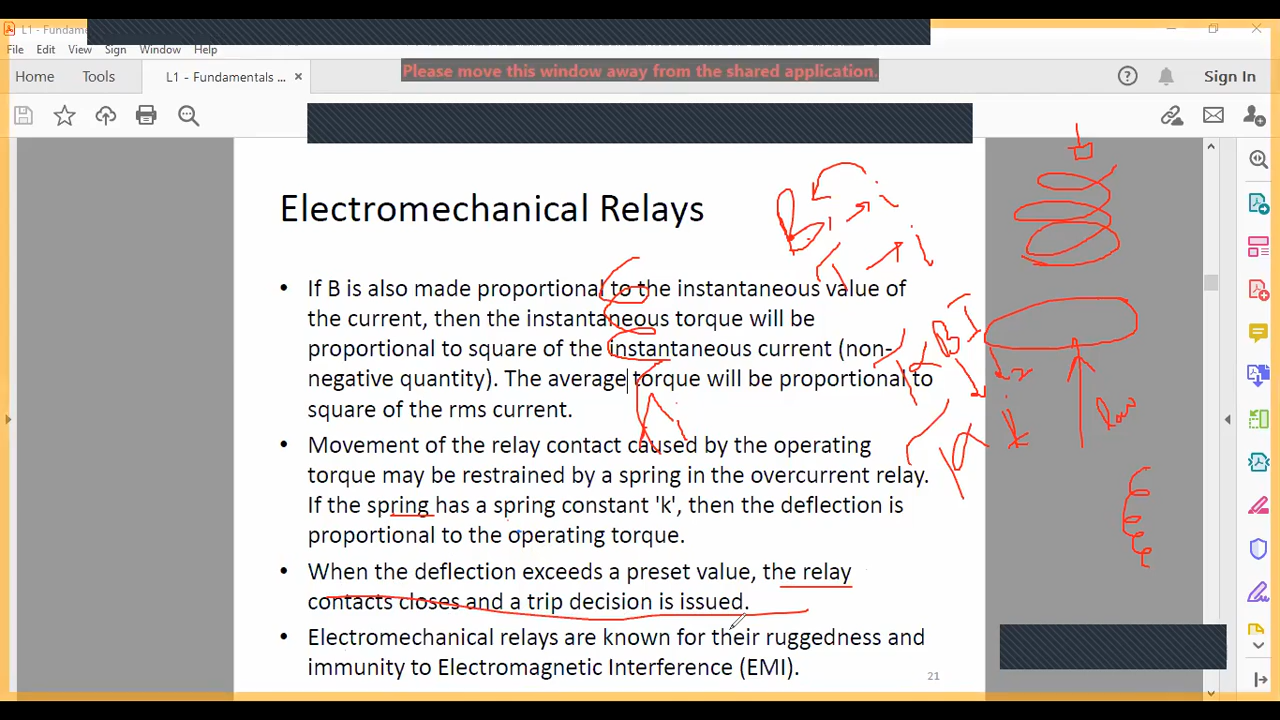 L1 - Fundam
File Edit View Sign Window Help
Please move this window away from the shared application.
Home Tools L1 - Fundamentals ... ×
Sign In
Electromechanical Relays
• If B is also made proportional to the instantaneous value of
the current, then the instantaneous torque will be
proportional to square of the instantaneous current (non-
negative quantity). The average torque will be proportional to
square of the rms current.
• Movement of the relay contact caused by the operating
torque may be restrained by a spring in the overcurrent relay.
If the spring has a spring constant 'k', then the deflection is
proportional to the operating torque.
• When the deflection exceeds a preset value, the relay
contacts closes and a trip decision is issued.
• Electromechanical relays are known for their ruggedness and
immunity to Electromagnetic Interference (EMI).
21
B i
i
BI